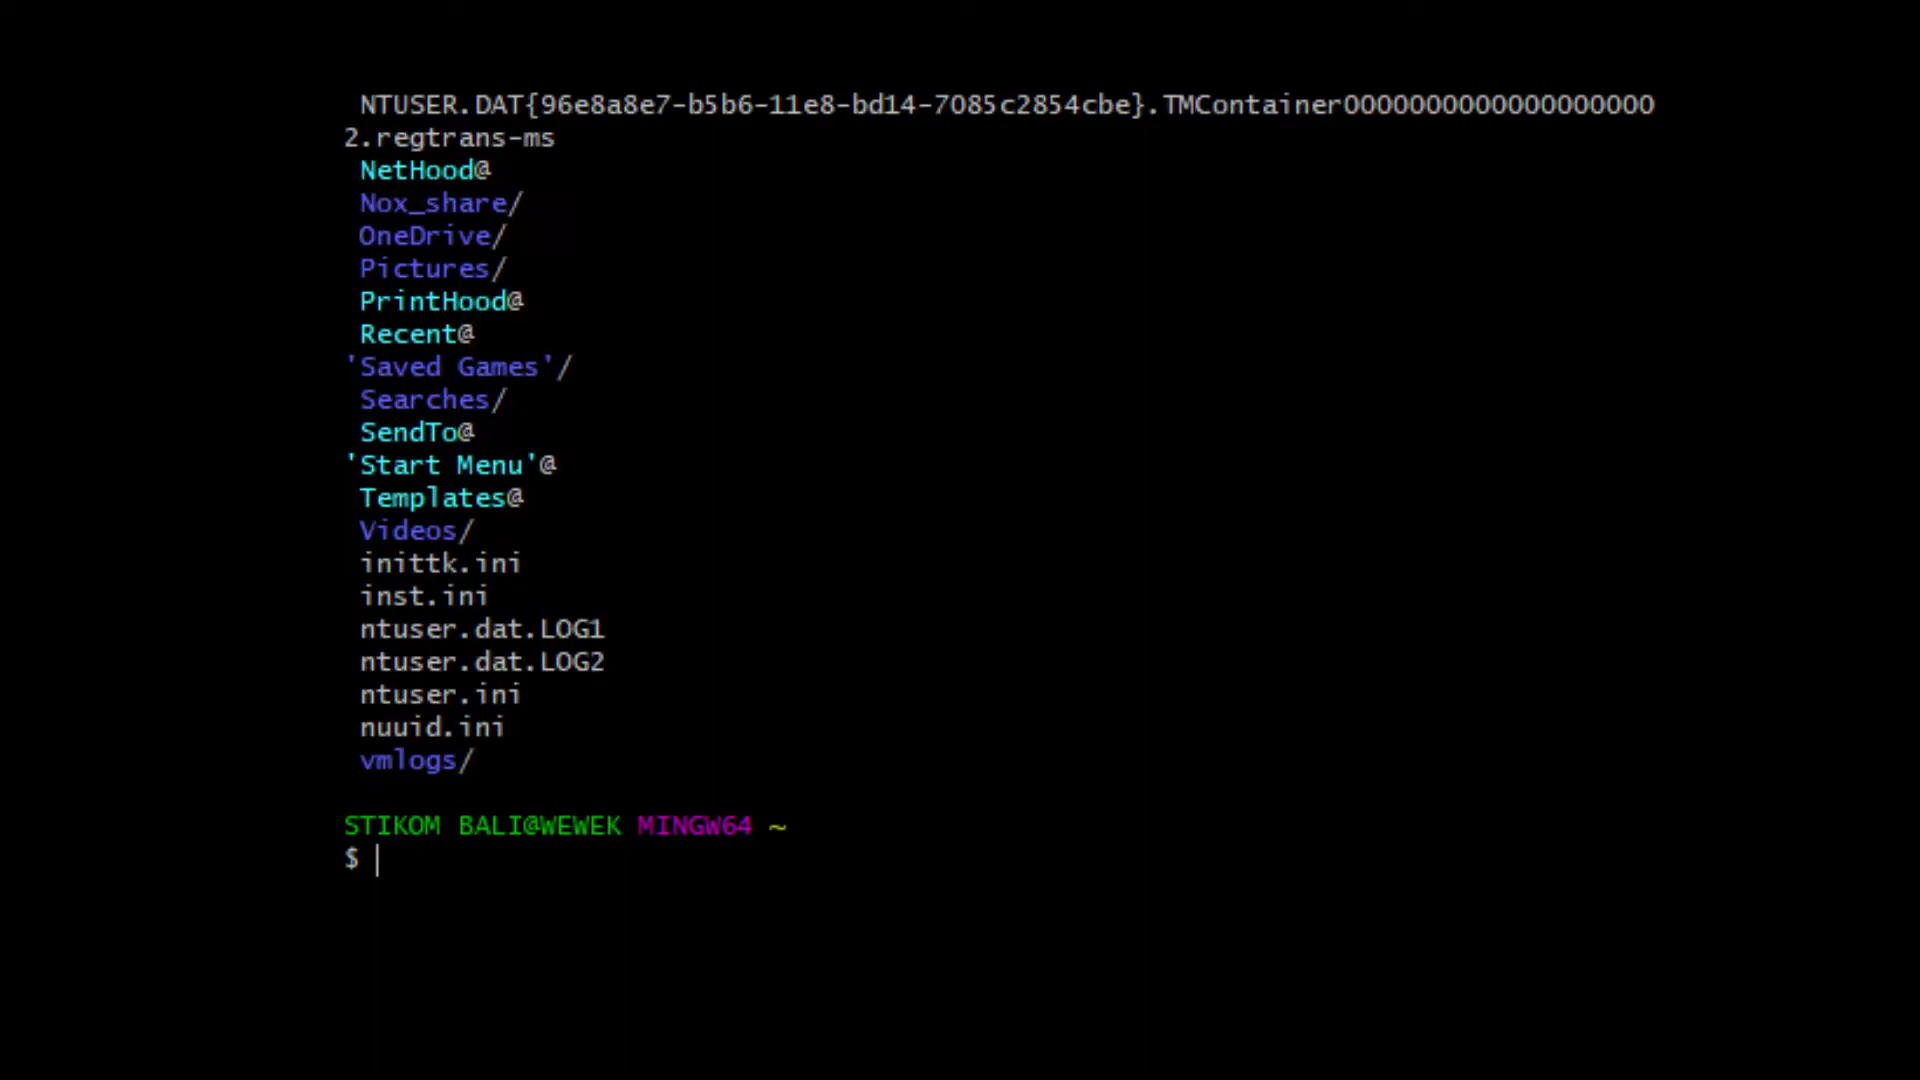 NTUSER.DAT{96e8a8e7-b5b6-11e8-bd14-7085c2854cbe}.TMContainer0000000000000000000
2.regtrans-ms
NetHood@
Nox_share/
OneDrive/
Pictures/
PrintHood@
Recent@
'Saved Games'/
Searches/
SendTo@
'Start Menu'@
Templates@
Videos/
inittk.ini
inst.ini
ntuser.dat.LOG1
ntuser.dat.LOG2
ntuser.ini
nuuid.ini
vmlogs/
STIKOM BALI@WEWEK MINGW64 ~
$